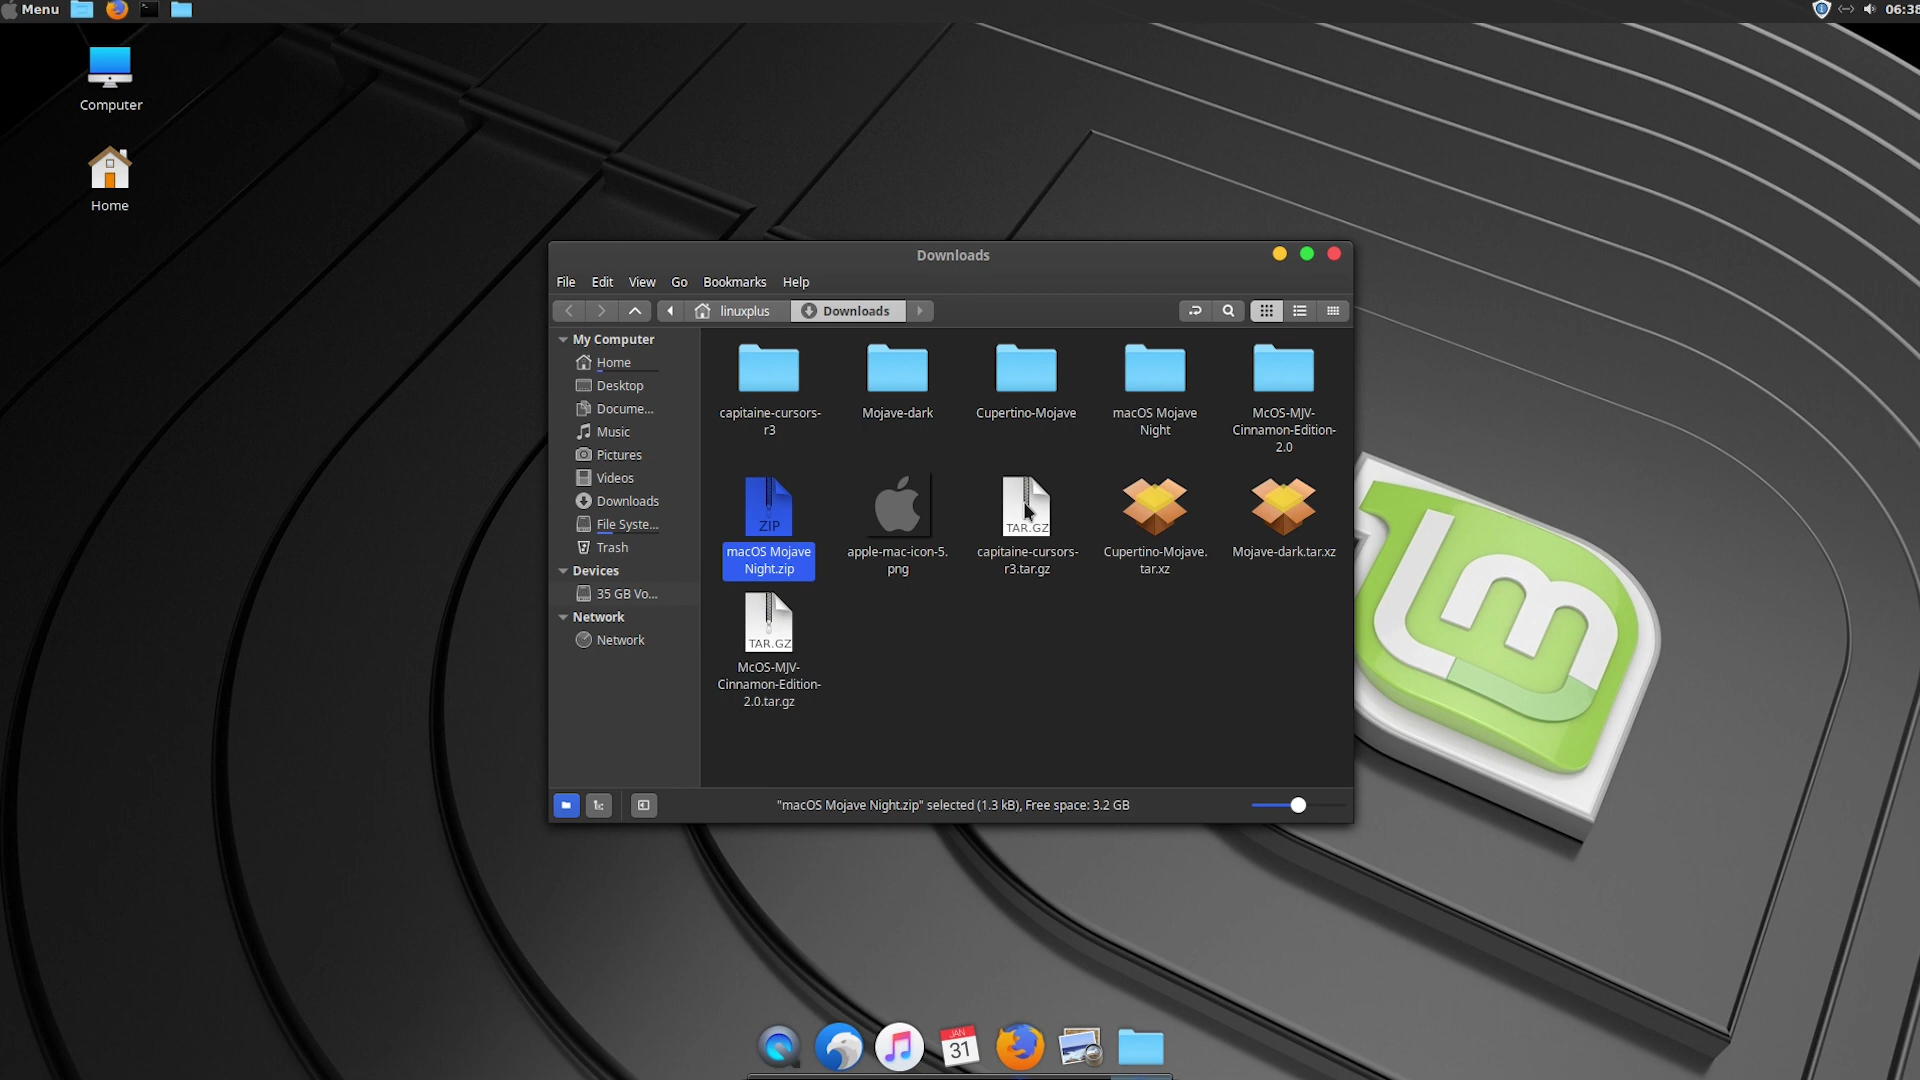 Menu
06:38
Computer
Home
Downloads
File Edit View Go Bookmarks Help
linuxplus
Downloads
My Computer
Home
Desktop
Docume...
Music
Pictures
Videos
Downloads
File Syste...
Trash
Devices
35 GB Vo...
Network
Network
capitaine-cursors-
r3
Mojave-dark
Cupertino-Mojave
macOS Mojave
Night
McOS-MJV-
Cinnamon-Edition-
2.0
ZIP
macOS Mojave
Night.zip
apple-mac-icon-5.
png
TAR.GZ
capitaine-cursors-
r3.tar.gz
Cupertino-Mojave.
tar.xz
Mojave-dark.tar.xz
TAR.GZ
McOS-MJV-
Cinnamon-Edition-
2.0.tar.gz
"macOS Mojave Night.zip" selected (1.3 kB), Free space: 3.2 GB
lm
JAN
31